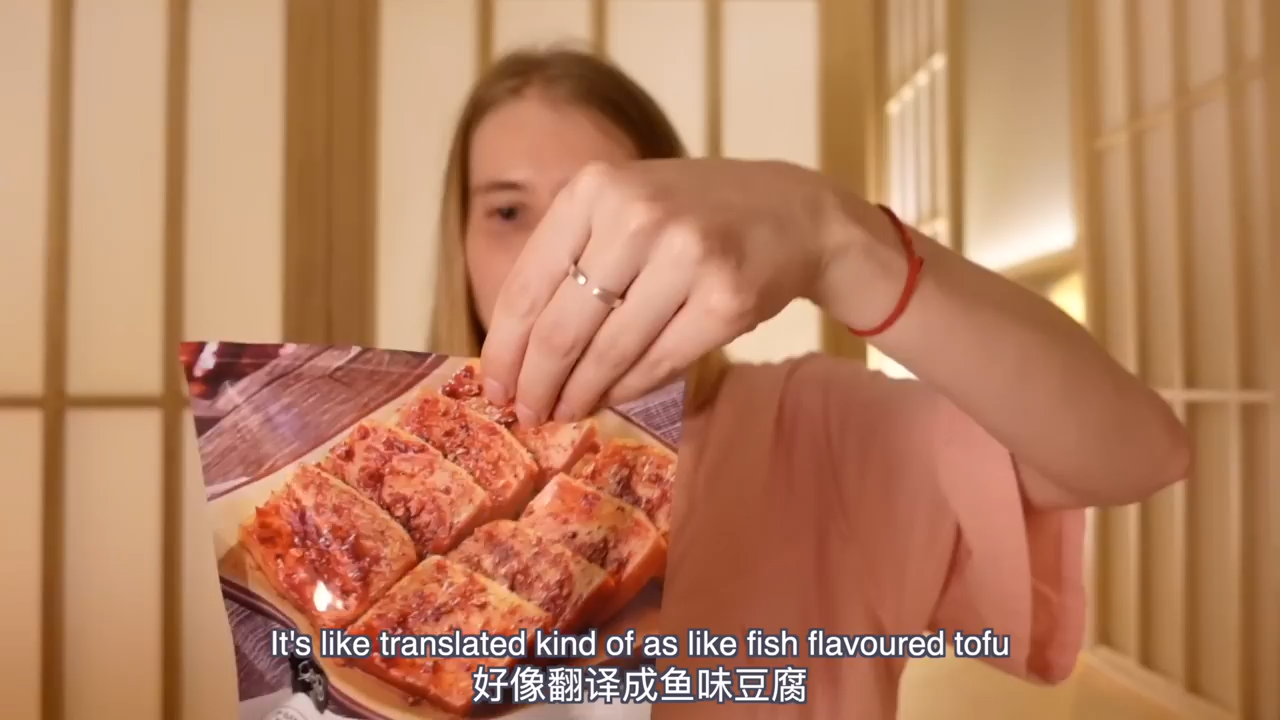 It's like translated kind of as like fish flavoured tofu
好像翻译成鱼味豆腐